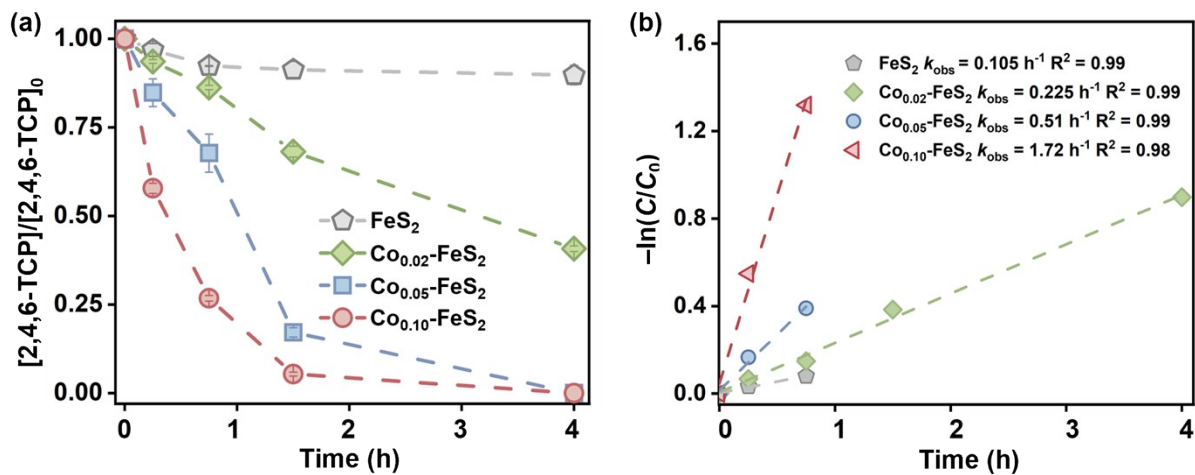 (a)
[2,4,6-TCP]/[2,4,6-TCP]₀
1.00
0.75
0.50
0.25
0.00
FeS₂
Co₀.₀₂-FeS₂
Co₀.₀₅-FeS₂
Co₀.₁₀-FeS₂
0 1 2 3 4
Time (h)
(b)
−ln(C/Cₙ)
1.6
1.2
0.8
0.4
0.0
FeS₂ kobs = 0.105 h⁻¹ R² = 0.99
Co₀.₀₂-FeS₂ kobs = 0.225 h⁻¹ R² = 0.99
Co₀.₀₅-FeS₂ kobs = 0.51 h⁻¹ R² = 0.99
Co₀.₁₀-FeS₂ kobs = 1.72 h⁻¹ R² = 0.98
0 1 2 3 4
Time (h)